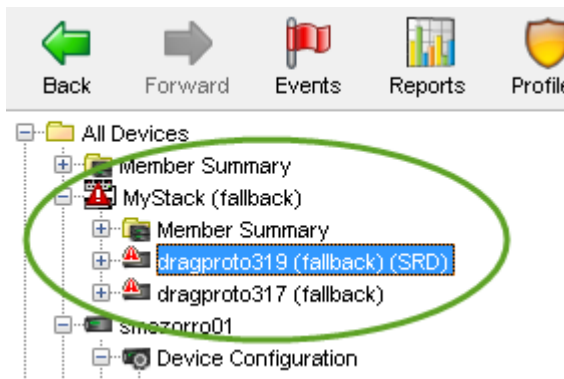 Back Forward Events Reports Profile
All Devices
Member Summary
MyStack (fallback)
Member Summary
dragproto319 (fallback) (SRD)
dragproto317 (fallback)
smezorro01
Device Configuration